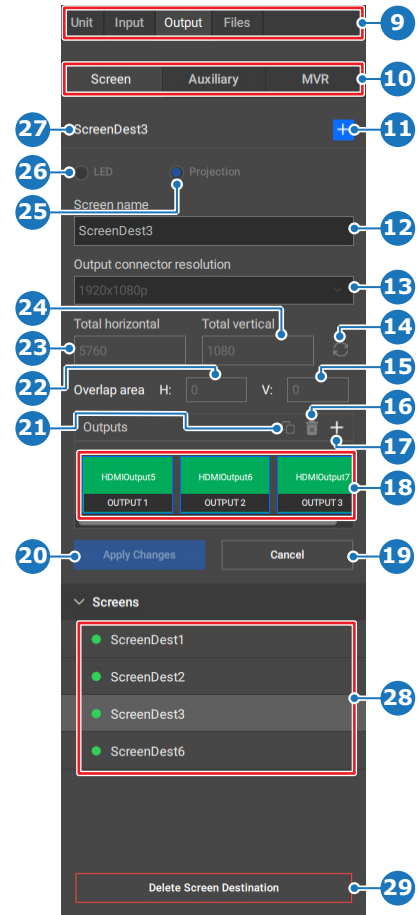 Unit Input Output Files 9
Screen Auxiliary MVR 10
27 ScreenDest3 11
26 LED Projection
25
Screen name
ScreenDest3 12
Output connector resolution
1920x1080p 13
24
Total horizontal Total vertical 14
23 5760 1080
22 15
Overlap area H: 0 V: 0
16
21 Outputs
17
HDMIOutput5 HDMIOutput6 HDMIOutput7 18
OUTPUT 1 OUTPUT 2 OUTPUT 3
20 Apply Changes Cancel 19
Screens
ScreenDest1
ScreenDest2
28
ScreenDest3
ScreenDest6
Delete Screen Destination 29